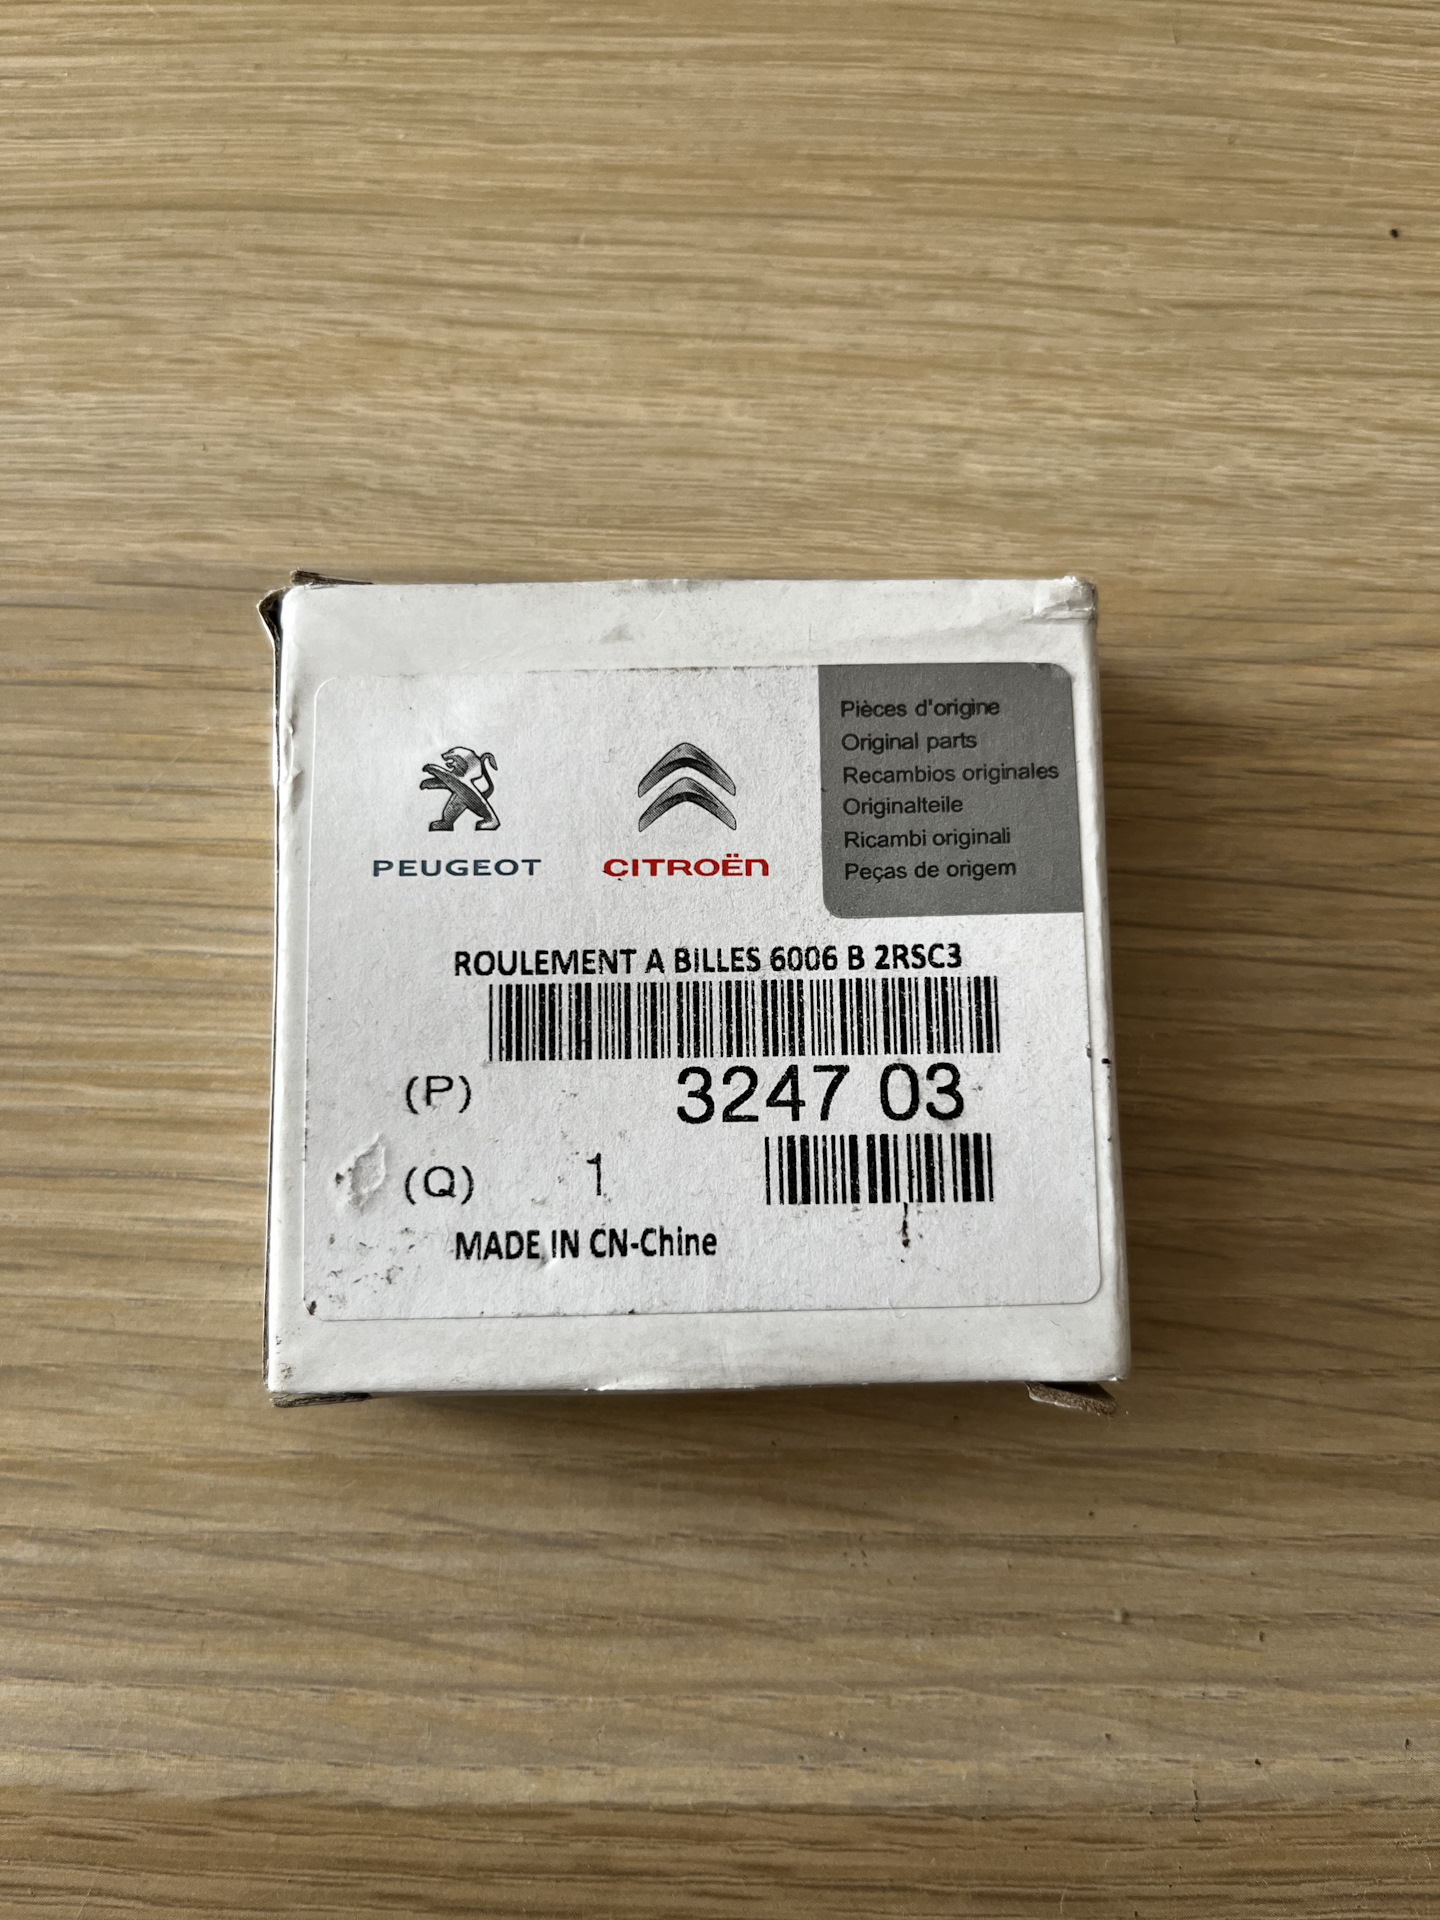 PEUGEOT
CITROËN
Pièces d'origine
Original parts
Recambios originales
Originalteile
Ricambi originali
Peças de origem
ROULEMENT A BILLES 6006 B 2RSC3
(P) 3247 03
(Q) 1
MADE IN CN-Chine